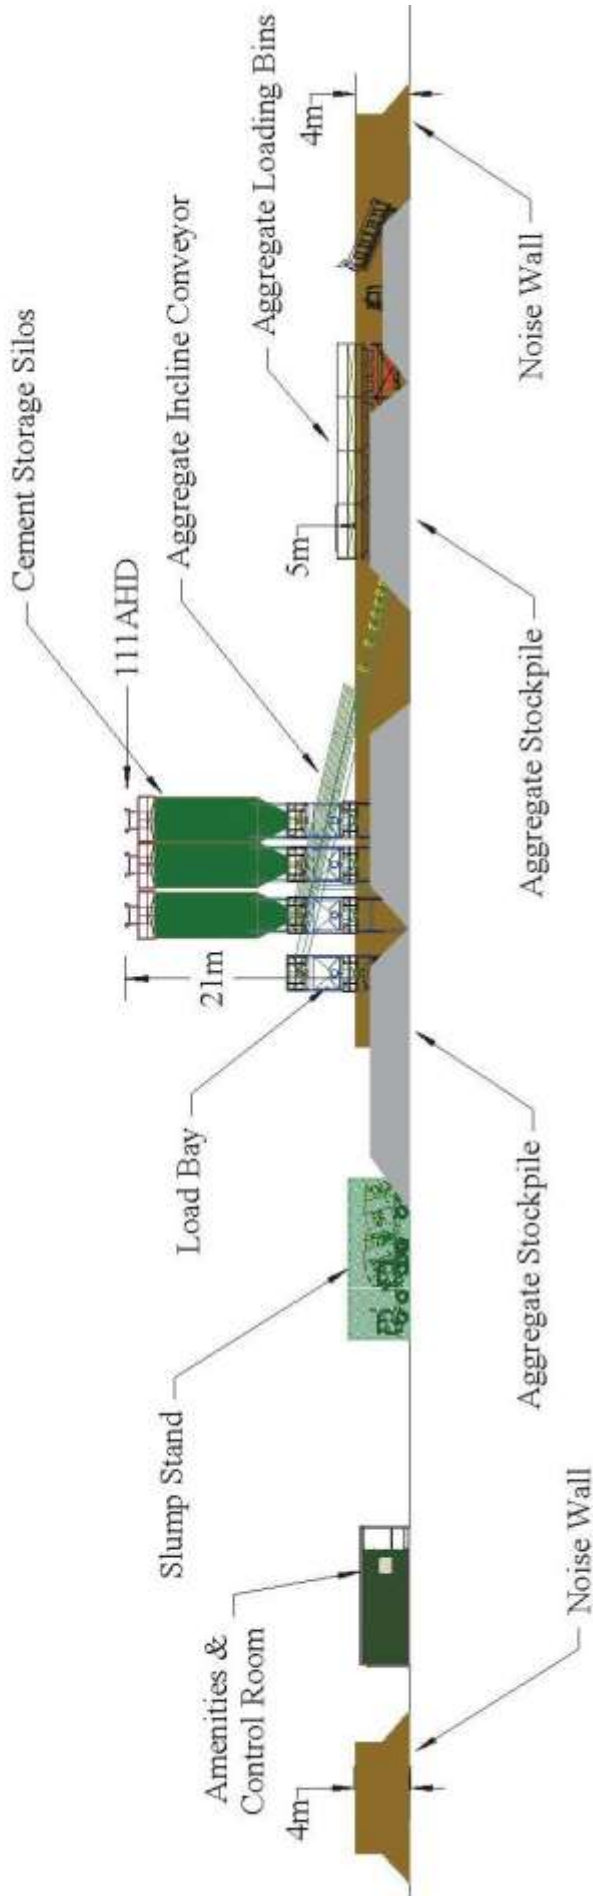 Cement Storage Silos
111AHD
Aggregate Incline Conveyor
Aggregate Loading Bins
21m
Load Bay
Slump Stand
Amenities &
Control Room
5m
4m
4m
Noise Wall
Aggregate Stockpile
Aggregate Stockpile
Noise Wall